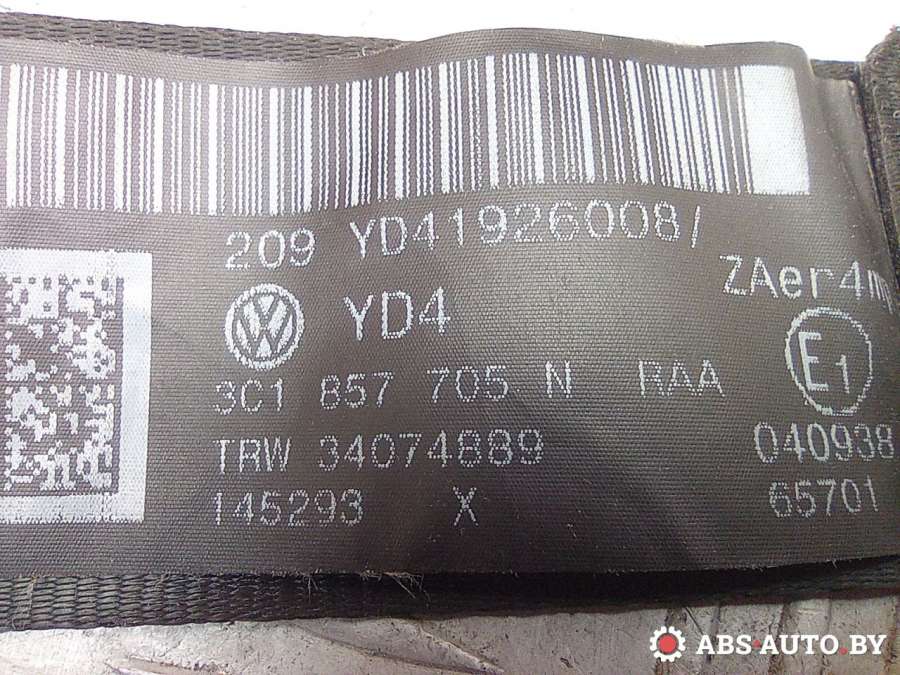 209 YD41926008/
ZAer4m
YD4
E1
3C1 857 705 N RAA
TRW 34074889
040938
145293 X
65701
ABS-AUTO.BY